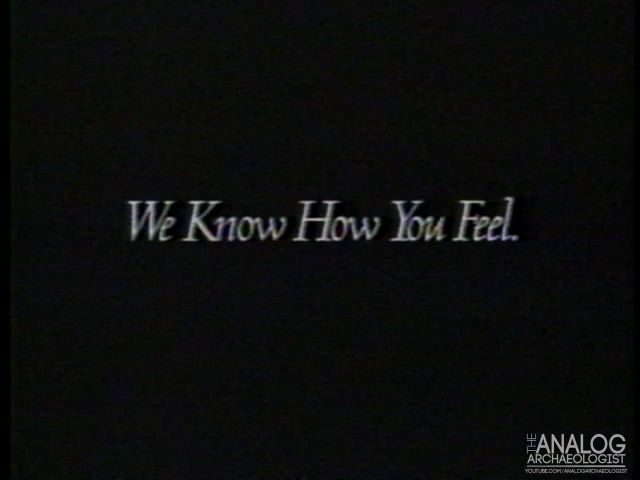 We Know How You Feel.
THE ANALOG
ARCHAEOLOGIST
YOUTUBE.COM/ANALOGARCHAEOLOGIST